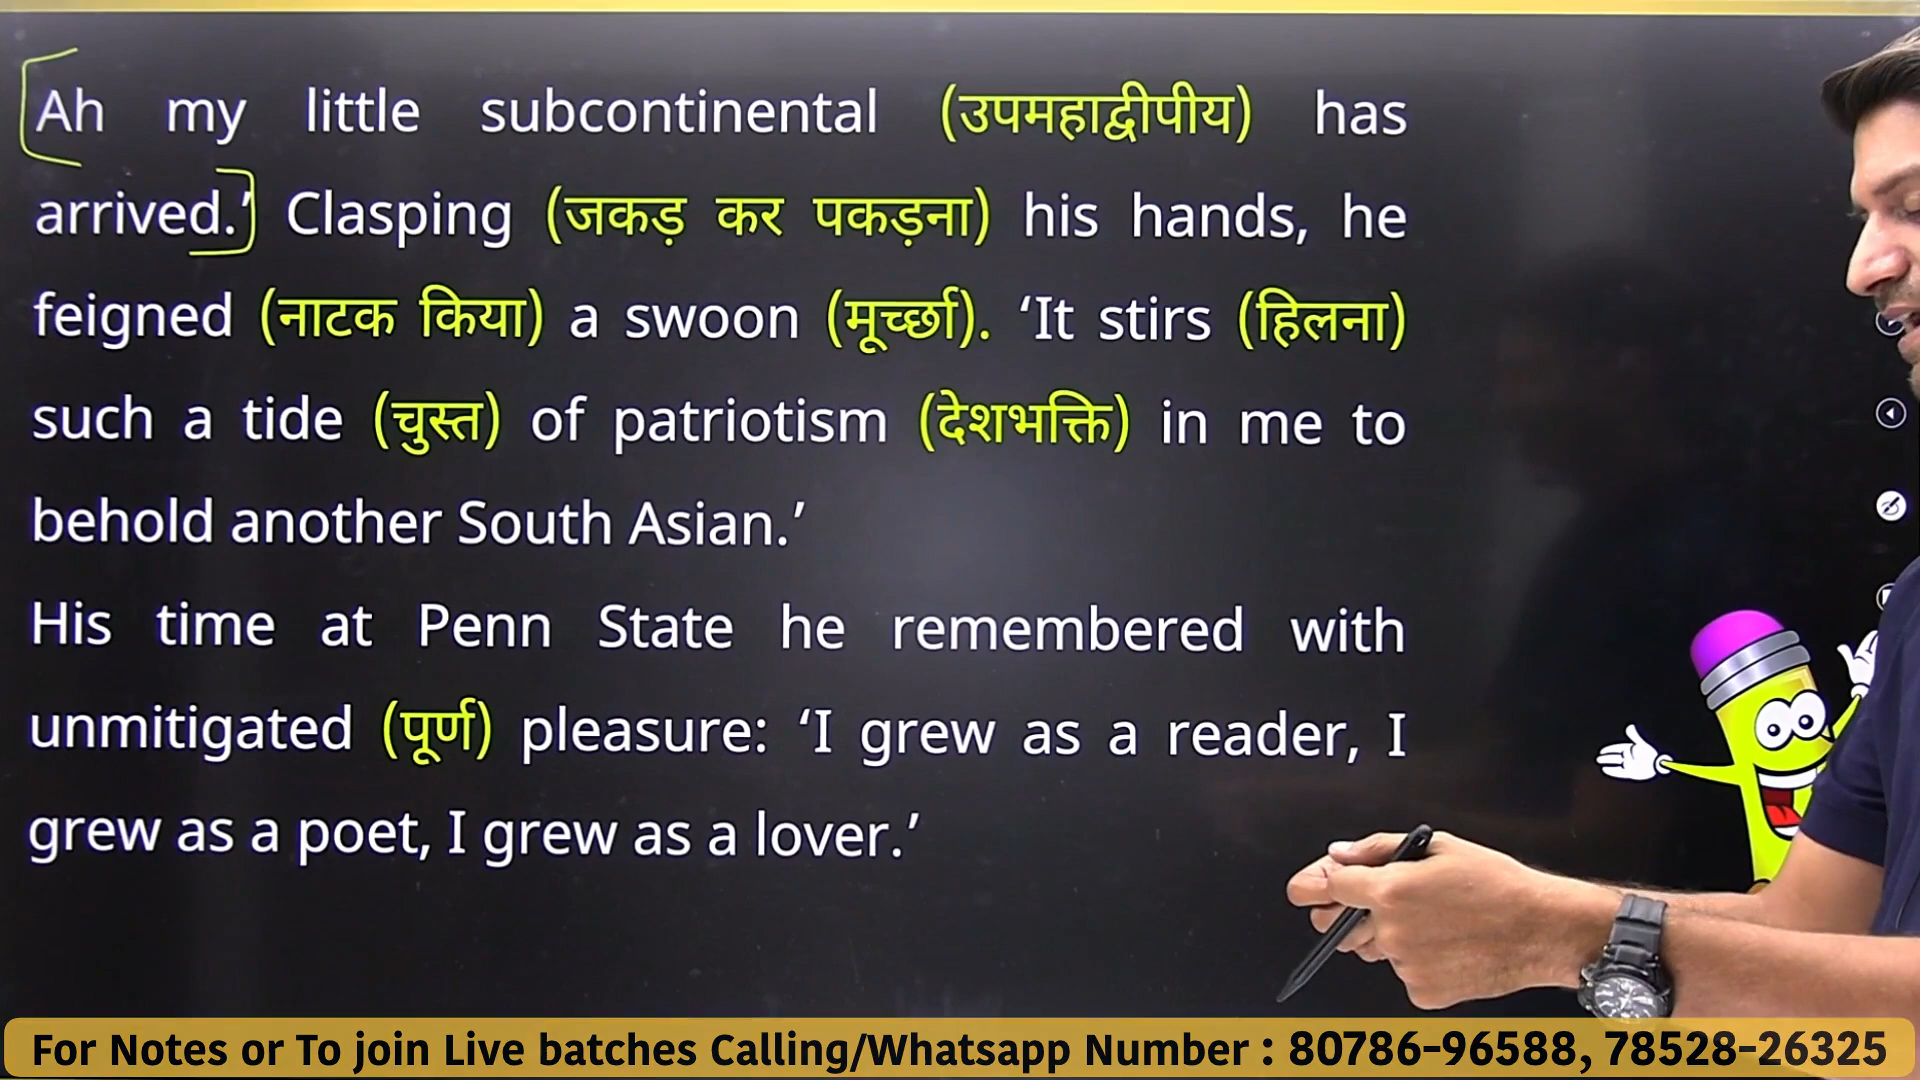 Ah my little subcontinental (उपमहाद्वीपीय) has
arrived.’ Clasping (जकड़ कर पकड़ना) his hands, he
feigned (नाटक किया) a swoon (मूर्च्छा). ‘It stirs (हिलना)
such a tide (चुस्त) of patriotism (देशभक्ति) in me to
behold another South Asian.’
His time at Penn State he remembered with
unmitigated (पूर्ण) pleasure: ‘I grew as a reader, I
grew as a poet, I grew as a lover.’
For Notes or To join Live batches Calling/Whatsapp Number : 80786-96588, 78528-26325